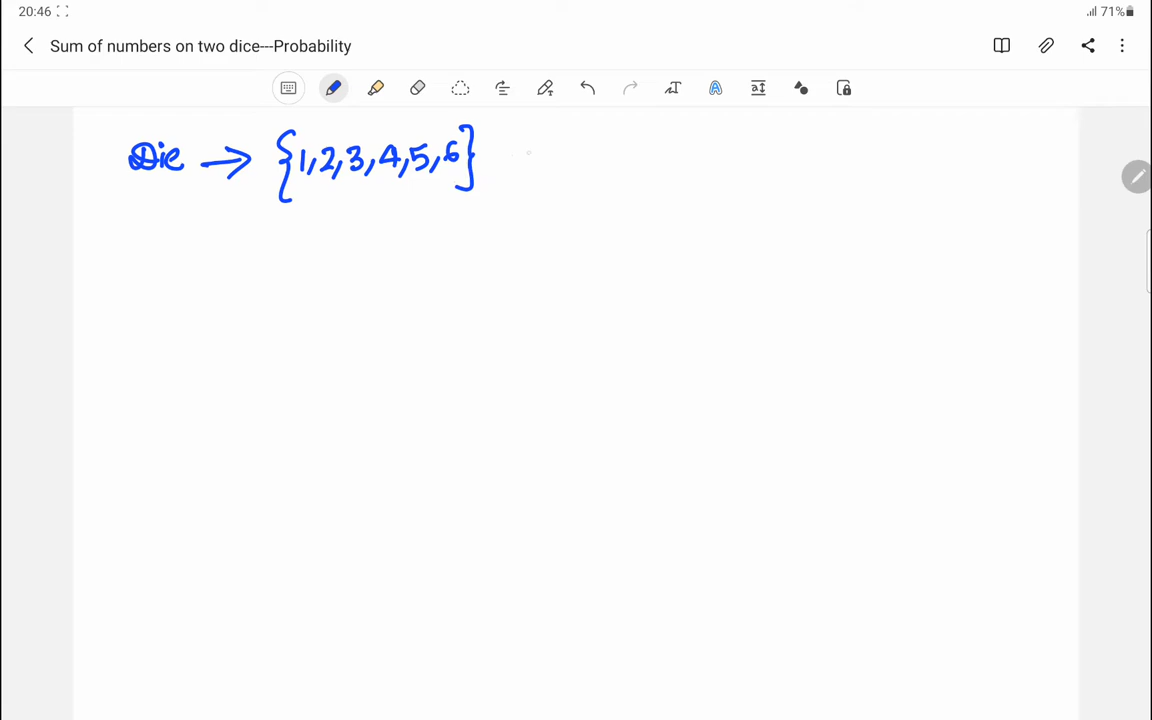 20:46 71%
Sum of numbers on two dice---Probability
Die → {1,2,3,4,5,6}